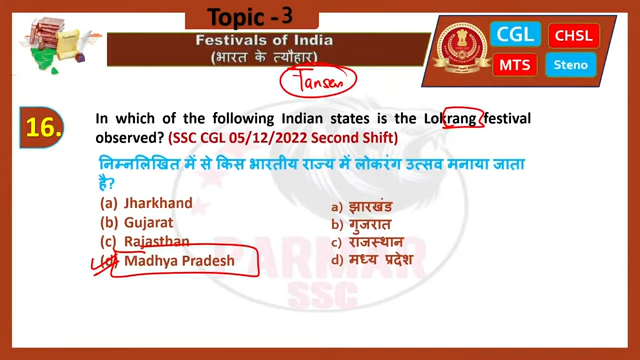 Topic -3
Festivals of India
(भारत के त्यौहार)
CGL
CHSL
MTS
Steno
Tansen
16.
In which of the following Indian states is the Lokrang festival
observed? (SSC CGL 05/12/2022 Second Shift)
निम्नलिखित में से किस भारतीय राज्य में लोकरंग उत्सव मनाया जाता
है?
(a) Jharkhand
(b) Gujarat
(c) Rajasthan
Madhya Pradesh
a) झारखंड
b) गुजरात
c) राजस्थान
d) मध्य प्रदेश
PARMAR
SSC